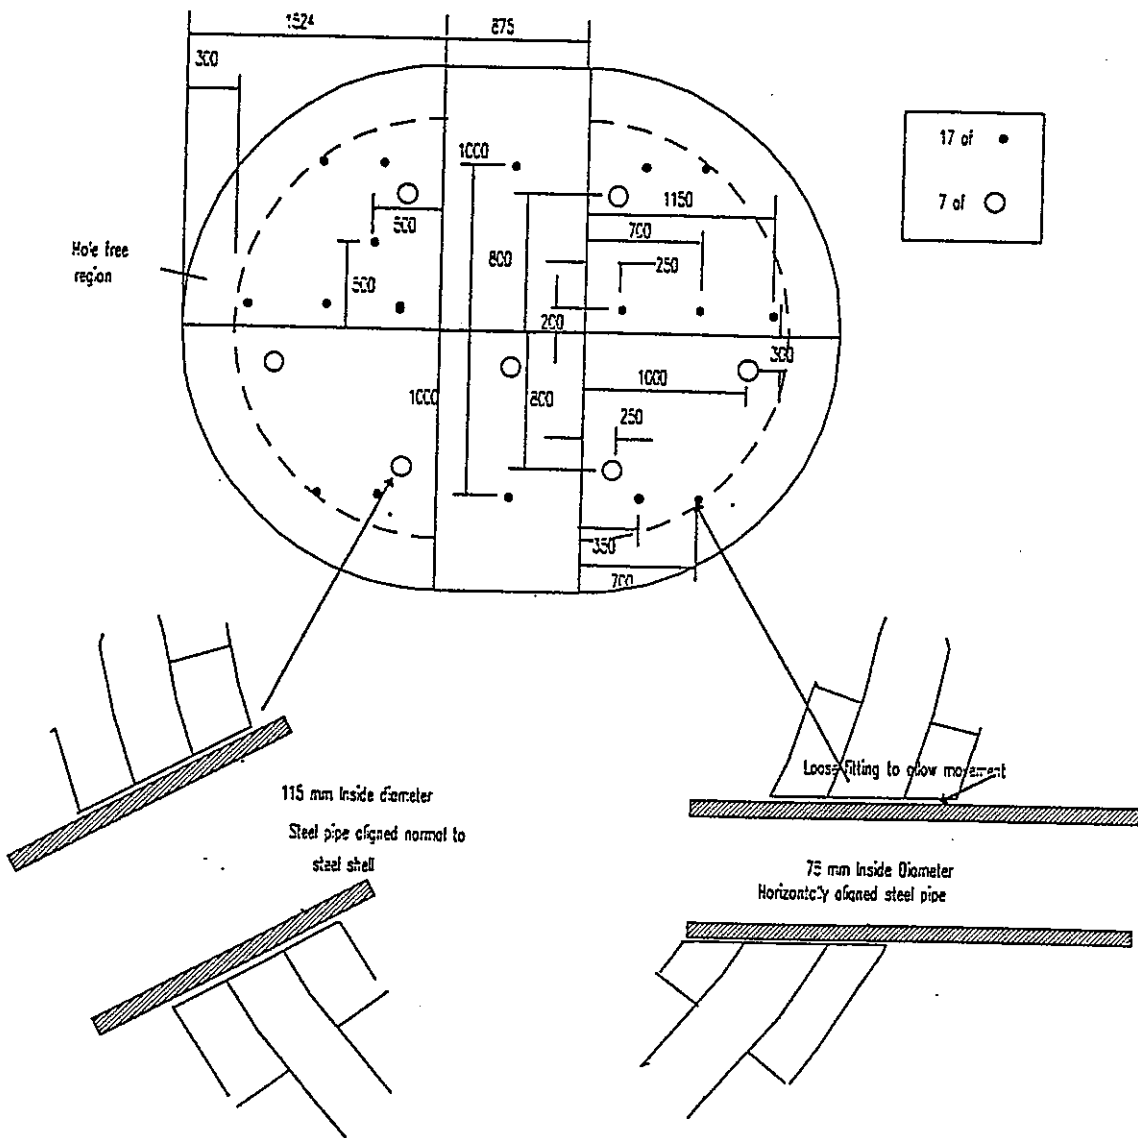 1524
875
300
1000
17 of
7 of
1150
500
700
250
800
500
Hole free
region
200
300
1000
1000
800
250
350
700
Loose fitting to allow movement
115 mm Inside diameter
Steel pipe aligned normal to
steel shell
75 mm Inside Diameter
Horizontally aligned steel pipe